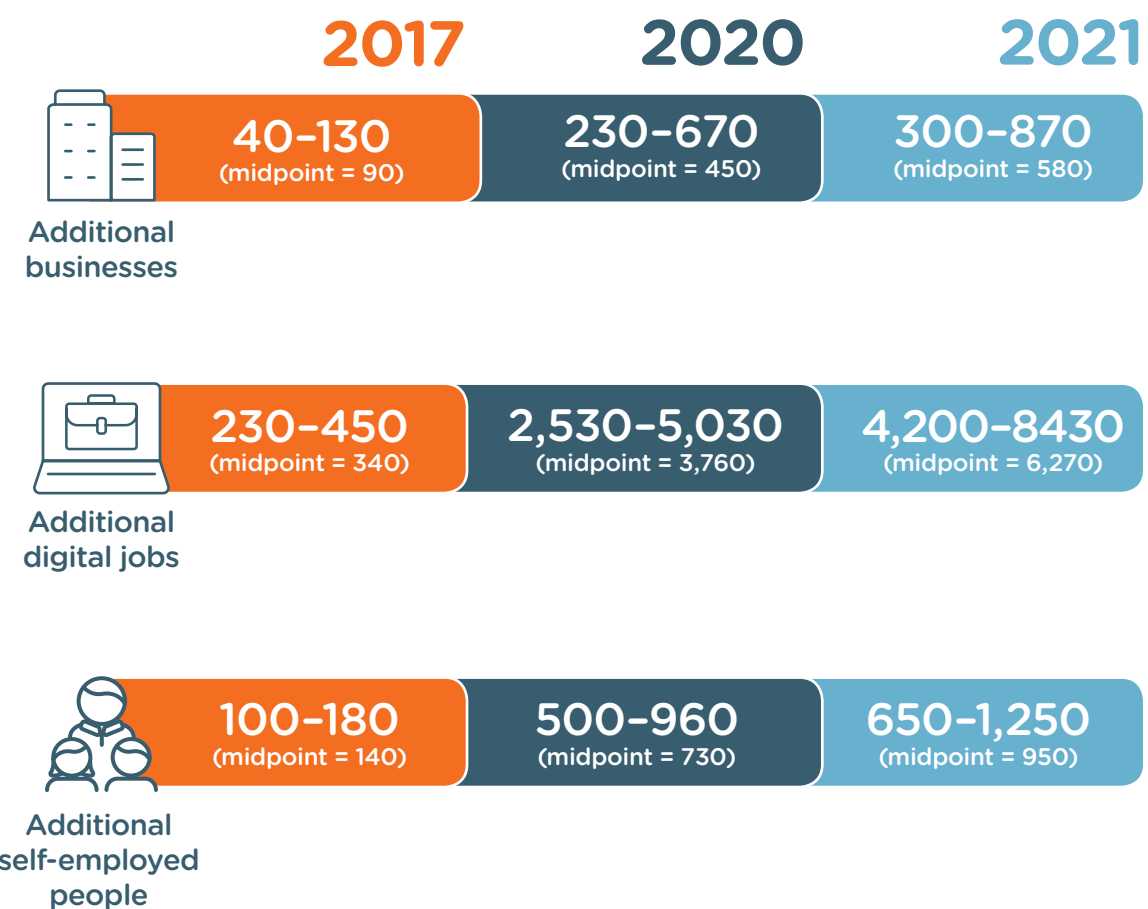 2017 2020 2021
40–130 230–670 300–870
(midpoint = 90) (midpoint = 450) (midpoint = 580)
Additional
businesses
230–450 2,530–5,030 4,200–8430
(midpoint = 340) (midpoint = 3,760) (midpoint = 6,270)
Additional
digital jobs
100–180 500–960 650–1,250
(midpoint = 140) (midpoint = 730) (midpoint = 950)
Additional
self-employed
people